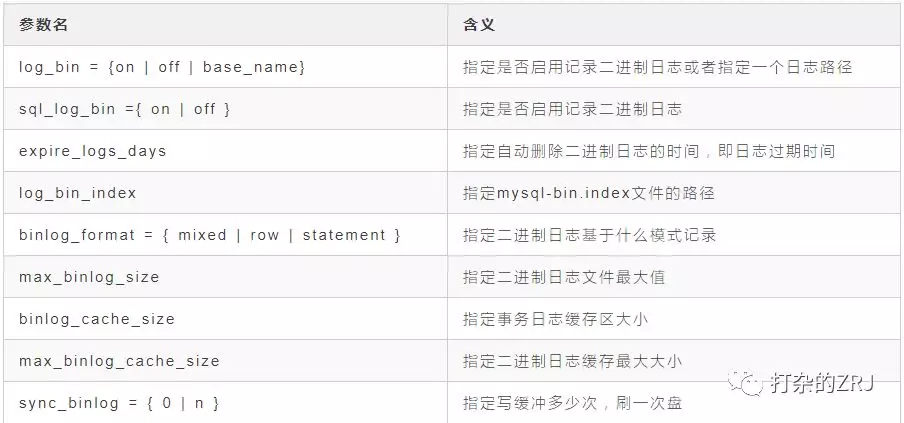 参数名 含义
log_bin = {on | off | base_name} 指定是否启用记录二进制日志或者指定一个日志路径
sql_log_bin ={ on | off } 指定是否启用记录二进制日志
expire_logs_days 指定自动删除二进制日志的时间，即日志过期时间
log_bin_index 指定mysql-bin.index文件的路径
binlog_format = { mixed | row | statement } 指定二进制日志基于什么模式记录
max_binlog_size 指定二进制日志文件最大值
binlog_cache_size 指定事务日志缓存区大小
max_binlog_cache_size 指定二进制日志缓存最大大小
sync_binlog = { 0 | n } 指定写缓冲多少次，刷一次盘
打杂的ZRJ